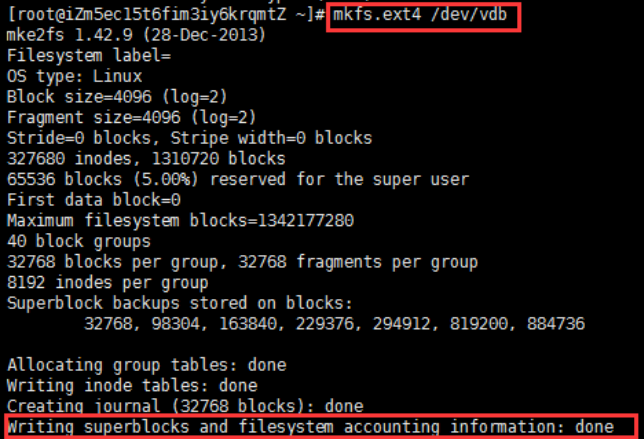 [root@iZm5ec15t6fim3iy6krqmtZ ~]# mkfs.ext4 /dev/vdb
mke2fs 1.42.9 (28-Dec-2013)
Filesystem label=
OS type: Linux
Block size=4096 (log=2)
Fragment size=4096 (log=2)
Stride=0 blocks, Stripe width=0 blocks
327680 inodes, 1310720 blocks
65536 blocks (5.00%) reserved for the super user
First data block=0
Maximum filesystem blocks=1342177280
40 block groups
32768 blocks per group, 32768 fragments per group
8192 inodes per group
Superblock backups stored on blocks:
32768, 98304, 163840, 229376, 294912, 819200, 884736
Allocating group tables: done
Writing inode tables: done
Creating journal (32768 blocks): done
Writing superblocks and filesystem accounting information: done